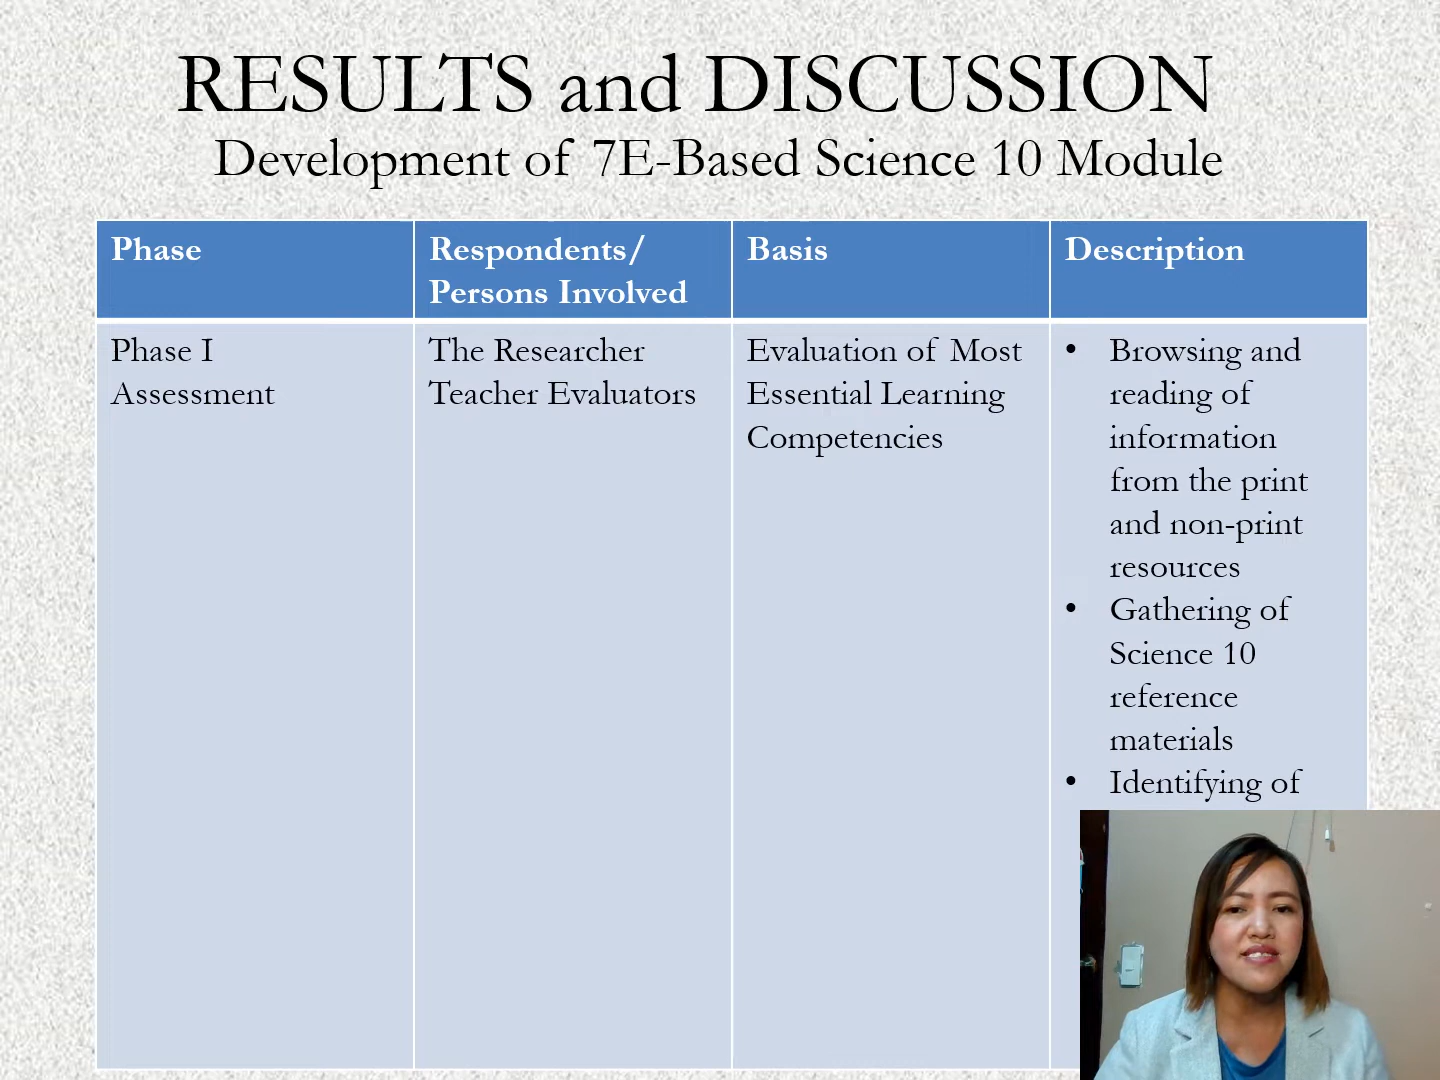 RESULTS and DISCUSSION
Development of 7E-Based Science 10 Module
Phase
Respondents/
Persons Involved
Basis
Description
Phase I
Assessment
The Researcher
Teacher Evaluators
Evaluation of Most
Essential Learning
Competencies
• Browsing and
reading of
information
from the print
and non-print
resources
• Gathering of
Science 10
reference
materials
• Identifying of